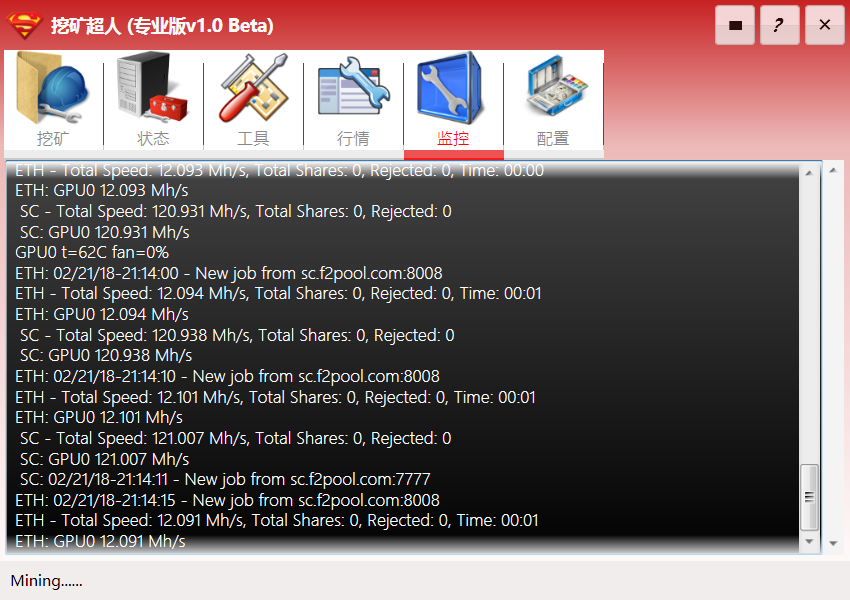 挖矿超人 (专业版v1.0 Beta)
挖矿 状态 工具 行情 监控 配置
ETH - Total Speed: 12.093 Mh/s, Total Shares: 0, Rejected: 0, Time: 00:00
ETH: GPU0 12.093 Mh/s
SC - Total Speed: 120.931 Mh/s, Total Shares: 0, Rejected: 0
SC: GPU0 120.931 Mh/s
GPU0 t=62C fan=0%
ETH: 02/21/18-21:14:00 - New job from sc.f2pool.com:8008
ETH - Total Speed: 12.094 Mh/s, Total Shares: 0, Rejected: 0, Time: 00:01
ETH: GPU0 12.094 Mh/s
SC - Total Speed: 120.938 Mh/s, Total Shares: 0, Rejected: 0
SC: GPU0 120.938 Mh/s
ETH: 02/21/18-21:14:10 - New job from sc.f2pool.com:8008
ETH - Total Speed: 12.101 Mh/s, Total Shares: 0, Rejected: 0, Time: 00:01
ETH: GPU0 12.101 Mh/s
SC - Total Speed: 121.007 Mh/s, Total Shares: 0, Rejected: 0
SC: GPU0 121.007 Mh/s
SC: 02/21/18-21:14:11 - New job from sc.f2pool.com:7777
ETH: 02/21/18-21:14:15 - New job from sc.f2pool.com:8008
ETH - Total Speed: 12.091 Mh/s, Total Shares: 0, Rejected: 0, Time: 00:01
ETH: GPU0 12.091 Mh/s
Mining......